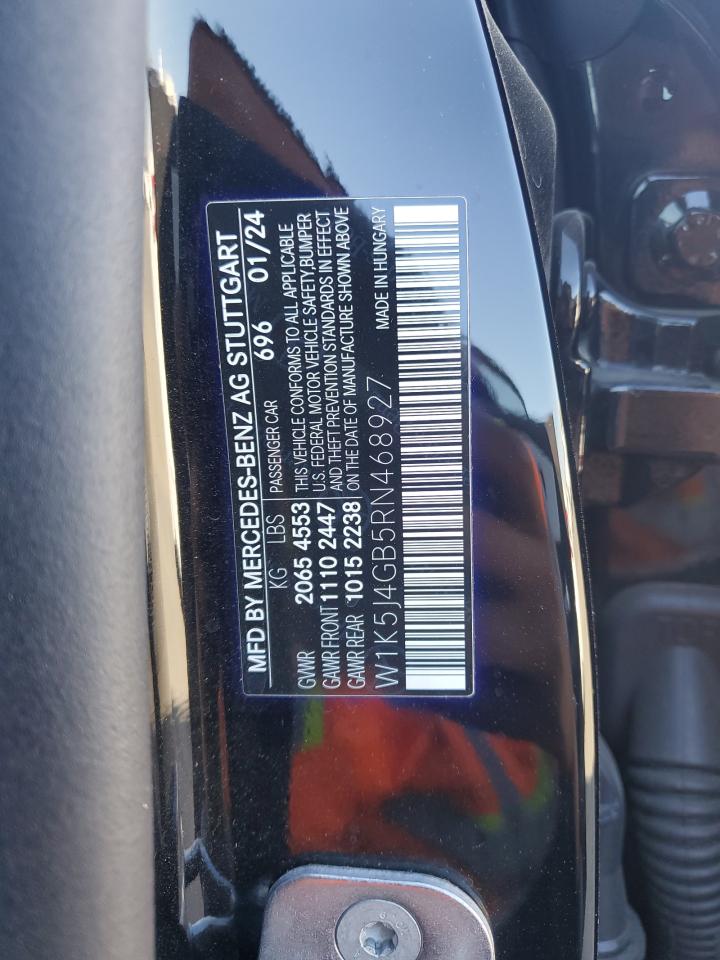 MFD BY MERCEDES-BENZ AG STUTTGART
KG LBS PASSENGER CAR 696 01/24
GVWR 2065 4553 THIS VEHICLE CONFORMS TO ALL APPLICABLE
GAWR FRONT 1110 2447 U.S. FEDERAL MOTOR VEHICLE SAFETY,BUMPER
AND THEFT PREVENTION STANDARDS IN EFFECT
GAWR REAR 1015 2238 ON THE DATE OF MANUFACTURE SHOWN ABOVE
W1K5J4GB5RN468927 MADE IN HUNGARY